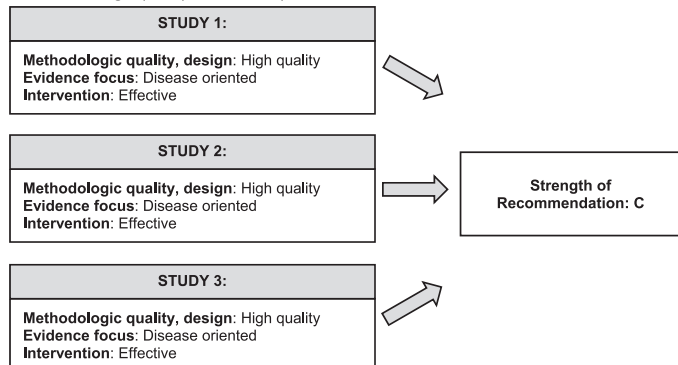 STUDY 1:
Methodologic quality, design: High quality
Evidence focus: Disease oriented
Intervention: Effective
STUDY 2:
Methodologic quality, design: High quality
Evidence focus: Disease oriented
Intervention: Effective
Strength of
Recommendation: C
STUDY 3:
Methodologic quality, design: High quality
Evidence focus: Disease oriented
Intervention: Effective